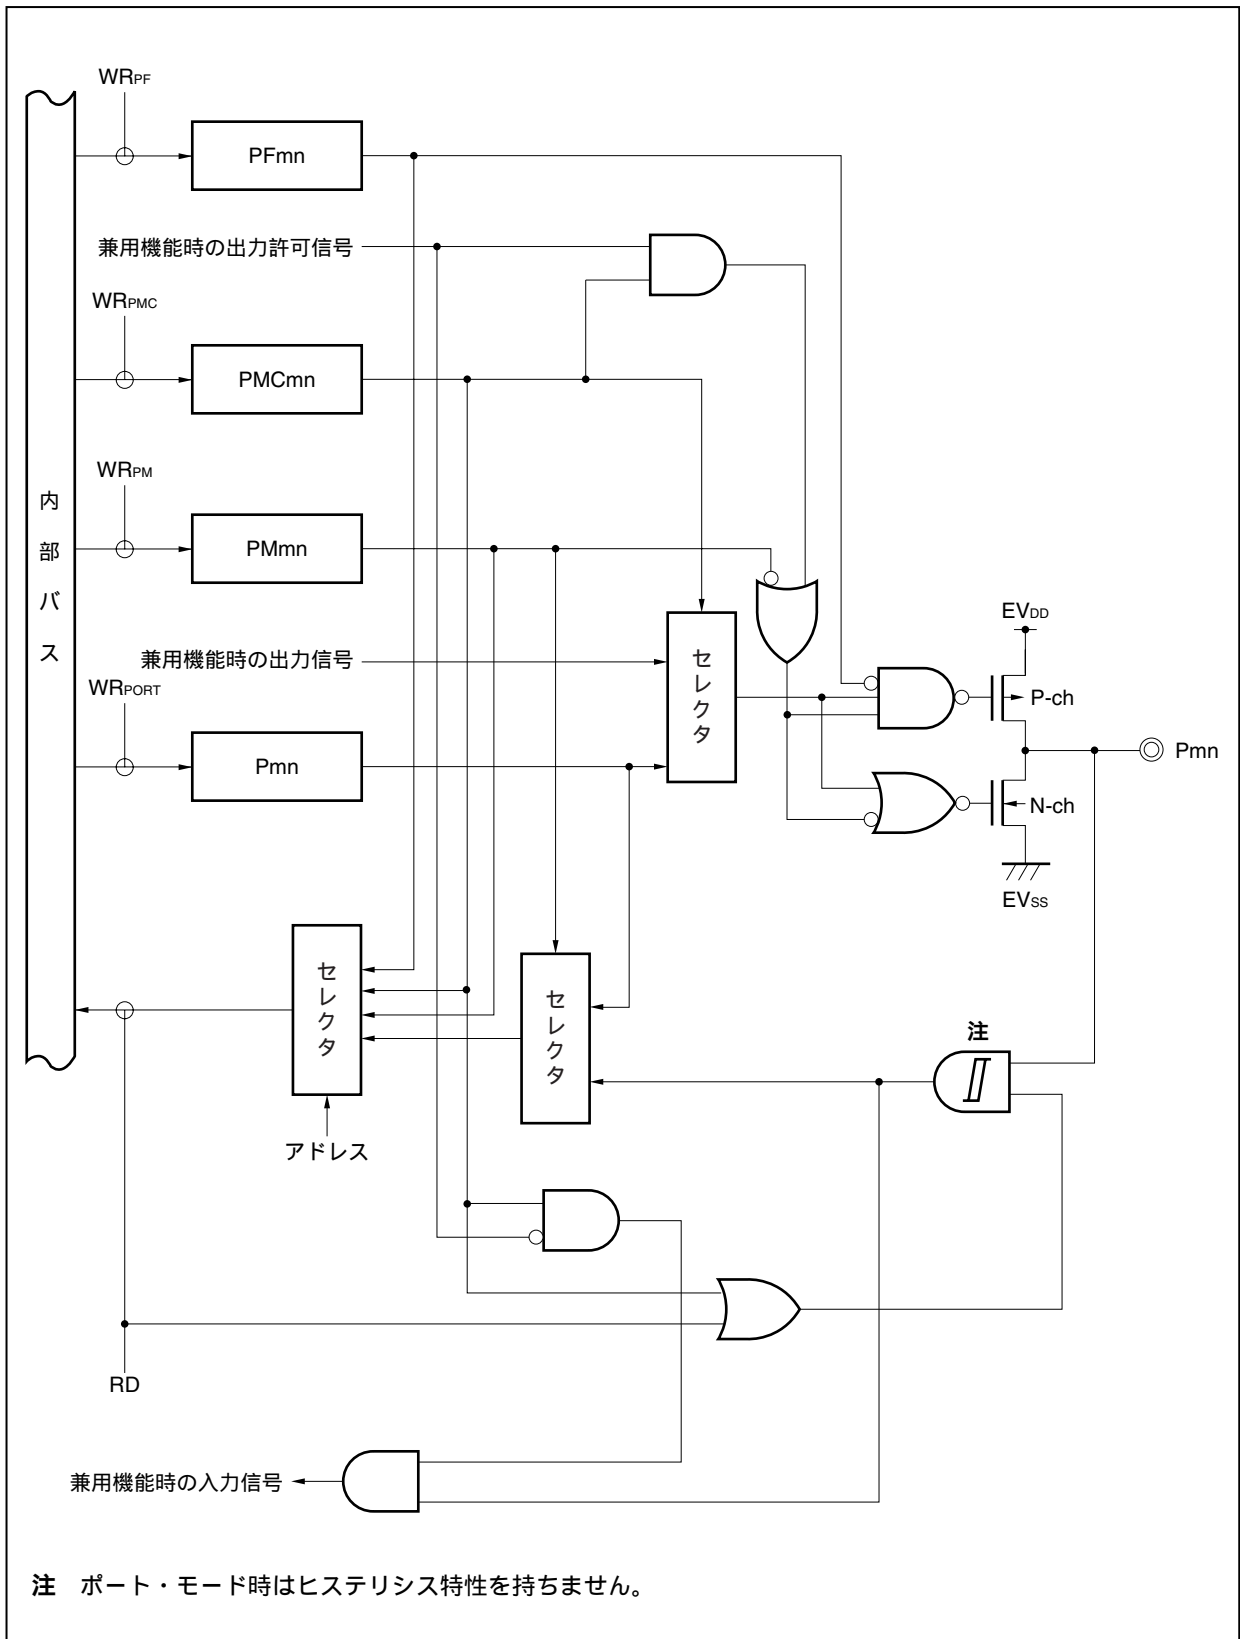 WRPF
PFmn
兼用機能時の出力許可信号
WRPMC
PMCmn
WRPM
PMmn
内部バス
兼用機能時の出力信号
セレクタ
EVDD
P-ch
WRPORT
Pmn
Pmn
N-ch
EVSS
セレクタ
セレクタ
注
アドレス
RD
兼用機能時の入力信号
注 ポート・モード時はヒステリシス特性を持ちません。